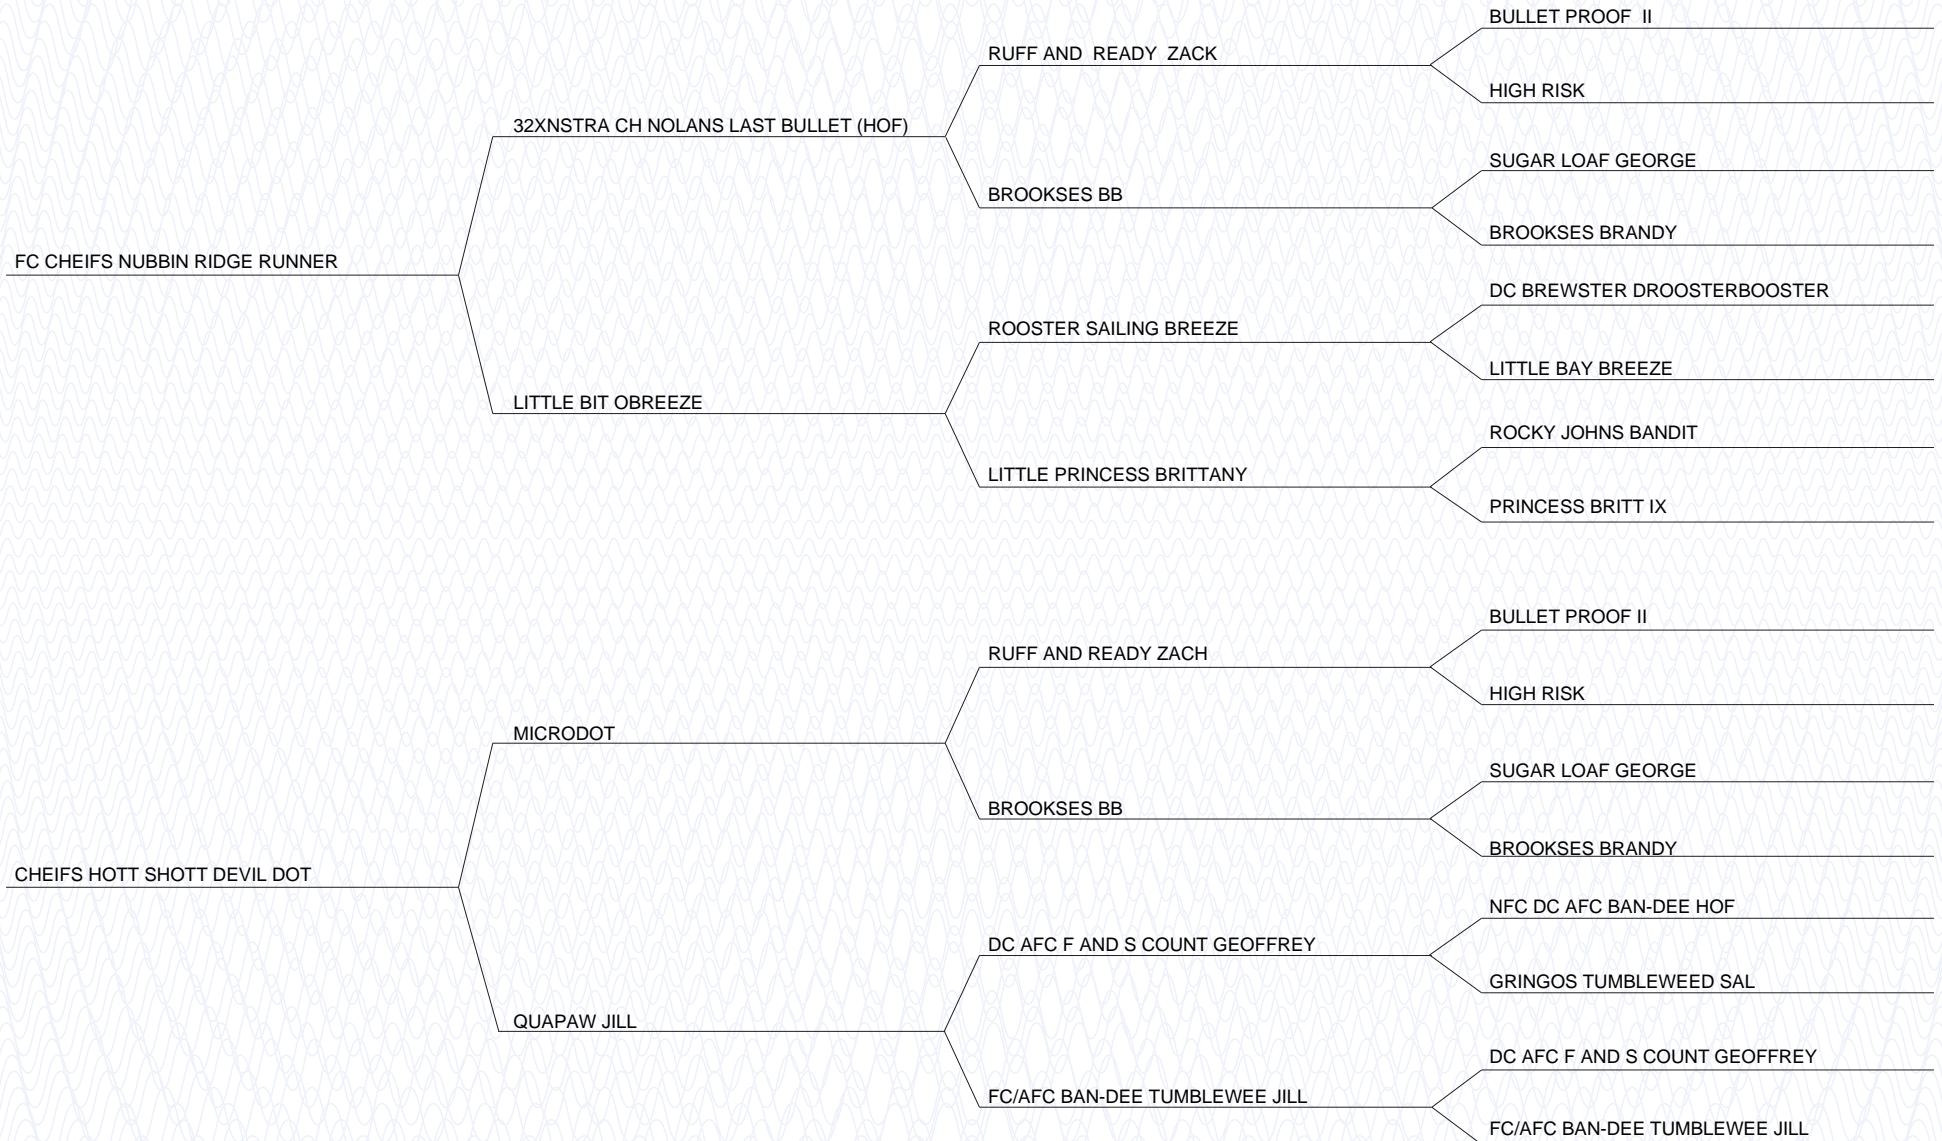 BULLET PROOF  II
RUFF AND  READY  ZACK
HIGH RISK
32XNSTRA CH NOLANS LAST BULLET (HOF)
SUGAR LOAF GEORGE
BROOKSES BB
BROOKSES BRANDY
FC CHEIFS NUBBIN RIDGE RUNNER
DC BREWSTER DROOSTERBOOSTER
ROOSTER SAILING BREEZE
LITTLE BAY BREEZE
LITTLE BIT OBREEZE
ROCKY JOHNS BANDIT
LITTLE PRINCESS BRITTANY
PRINCESS BRITT IX
BULLET PROOF II
RUFF AND READY ZACH
HIGH RISK
MICRODOT
SUGAR LOAF GEORGE
BROOKSES BB
BROOKSES BRANDY
CHEIFS HOTT SHOTT DEVIL DOT
NFC DC AFC BAN-DEE HOF
DC AFC F AND S COUNT GEOFFREY
GRINGOS TUMBLEWEED SAL
QUAPAW JILL
DC AFC F AND S COUNT GEOFFREY
FC/AFC BAN-DEE TUMBLEWEE JILL
FC/AFC BAN-DEE TUMBLEWEE JILL